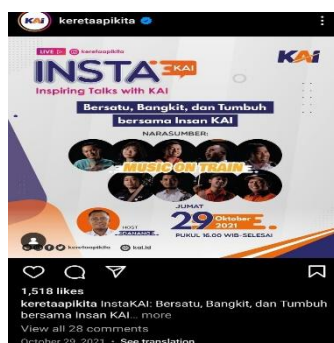 KAI keretaapikita
LIVE keretaapikita
KAI
INSTA KAI
Inspiring Talks with KAI
Bersatu, Bangkit, dan Tumbuh
bersama Insan KAI
NARASUMBER:
MUSIC ON TRAIN
JUMAT
HOST
29 Oktober
2021
PUKUL 16.00 WIB-SELESAI
keretaapikita kai.id
1,518 likes
keretaapikita InstaKAI: Bersatu, Bangkit, dan Tumbuh
bersama Insan KAI... more
View all 28 comments
October 29, 2021 • See translation